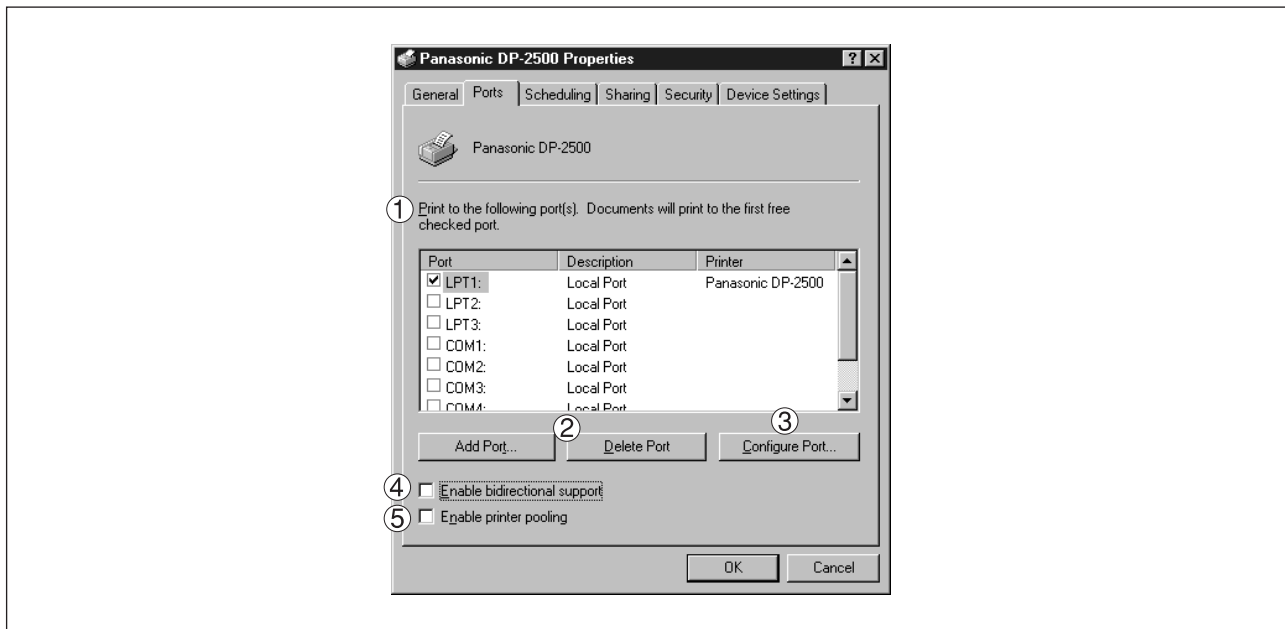 Panasonic DP-2500 Properties
General Ports Scheduling Sharing Security Device Settings
Panasonic DP-2500
① Print to the following port(s). Documents will print to the first free
checked port.
Port Description Printer
LPT1: Local Port Panasonic DP-2500
LPT2: Local Port
LPT3: Local Port
COM1: Local Port
COM2: Local Port
COM3: Local Port
COM4: Local Port
② ③
Add Port... Delete Port Configure Port...
④ Enable bidirectional support
⑤ Enable printer pooling
OK Cancel